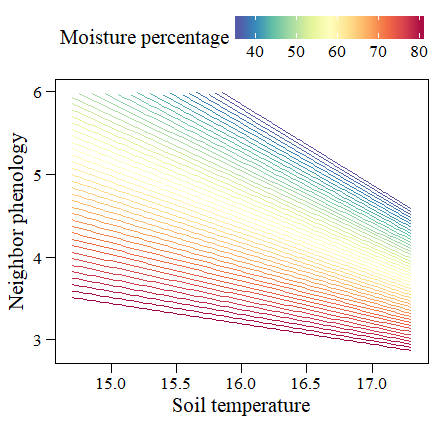 Moisture percentage
40 50 60 70 80
6
5
4
3
Neighbor phenology
15.0 15.5 16.0 16.5 17.0
Soil temperature